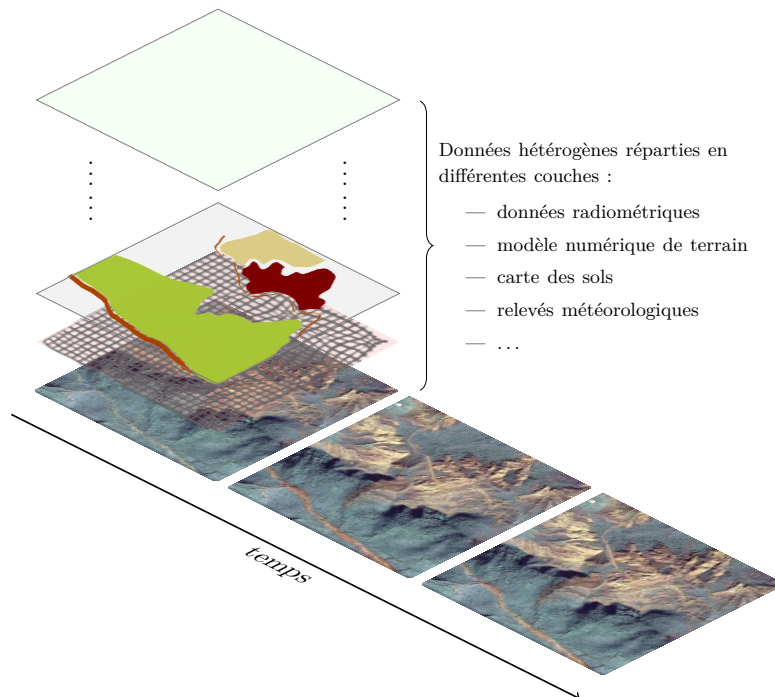 Données hétérogènes réparties en
différentes couches :
— données radiométriques
— modèle numérique de terrain
— carte des sols
— relevés météorologiques
— ...
temps